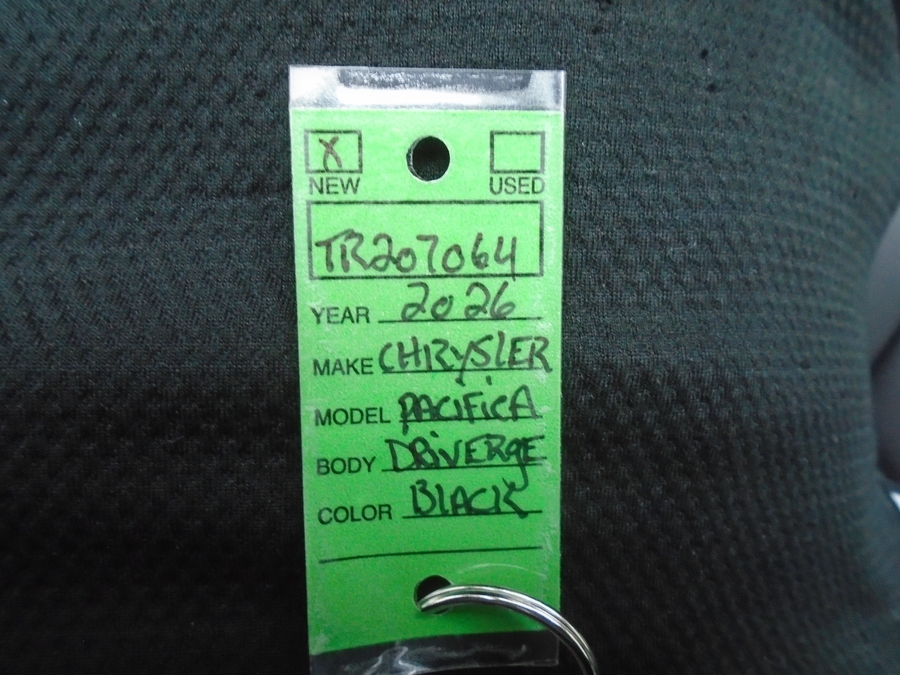 X
NEW USED
TR207064
YEAR 2026
MAKE CHRYSLER
MODEL PACIFICA
BODY DRIVERGE
COLOR BLACK